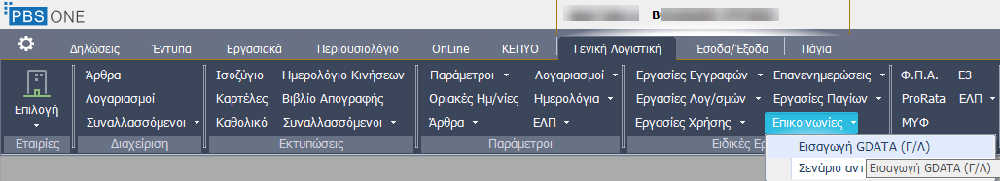 PBS ONE
Δηλώσεις Έντυπα Εργασιακά Περιουσιολόγιο OnLine ΚΕΠΥΟ Γενική Λογιστική Έσοδα/Έξοδα Πάγια
Επιλογή
Εταιρίες
Άρθρα
Λογαριασμοί
Συναλλασσόμενοι
Διαχείριση
Ισοζύγιο Ημερολόγιο Κινήσεων
Καρτέλες Βιβλίο Απογραφής
Καθολικό Συναλλασσόμενοι
Εκτυπώσεις
Παράμετροι Λογαριασμοί
Οριακές Ημ/νίες Ημερολόγια
Άρθρα ΕΛΠ
Παράμετροι
Εργασίες Εγγραφών Επανενημερώσεις
Εργασίες Λογ/σμών Εργασίες Παγίων
Εργασίες Χρήσης Επικοινωνίες
Ειδικές Ερ
Φ.Π.Α. Ε3
ProRata ΕΛΠ
ΜΥΦ
Εισαγωγή GDATA (Γ/Λ)
Σενάριο αντ
Εισαγωγή GDATA (Γ/Λ)